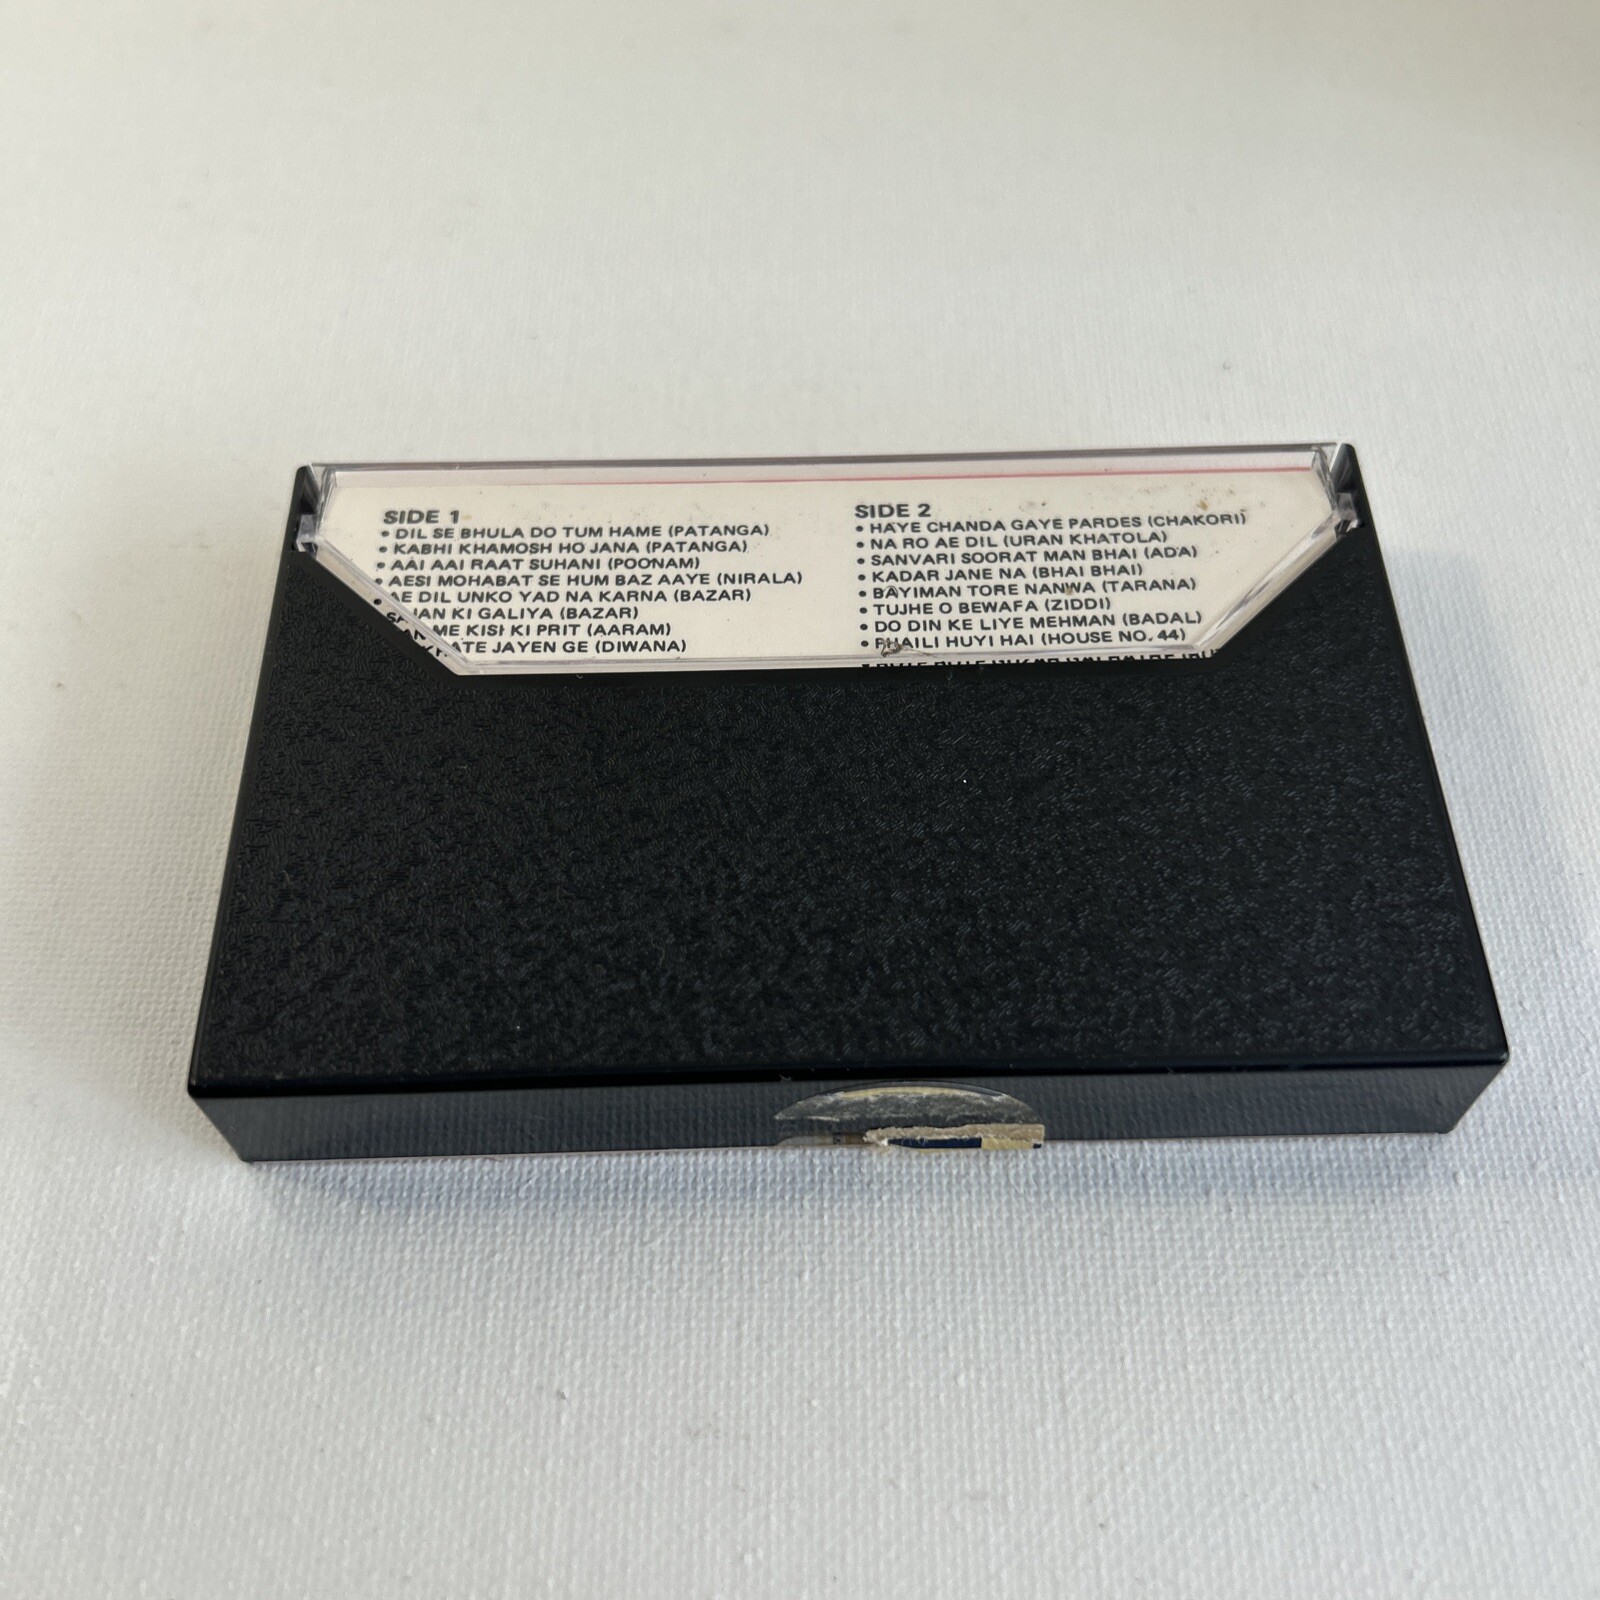 SIDE 1
• DIL SE BHULA DO TUM HAME (PATANGA)
• KABHI KHAMOSH HO JANA (PATANGA)
• AAI AAI RAAT SUHANI (POONAM)
• AESI MOHABAT SE HUM BAZ AAYE (NIRALA)
• AE DIL UNKO YAD NA KARNA (BAZAR)
KI GALIYA (BAZAR)
ME KISI KI PRIT (AARAM)
JAYEN GE (DIWANA)
SIDE 2
• HAYE CHANDA GAYE PARDES (CHAKORI)
• NA RO AE DIL (URAN KHATOLA)
• SANVARI SOORAT MAN BHAI (ADA)
• KADAR JANE NA (BHAI BHAI)
• BAYIMAN TORE NANWA (TARANA)
• TUJHE O BEWAFA (ZIDDI)
• DO DIN KE LIYE MEHMAN (BADAL)
• PHAILI HUYI HAI (HOUSE NO. 44)